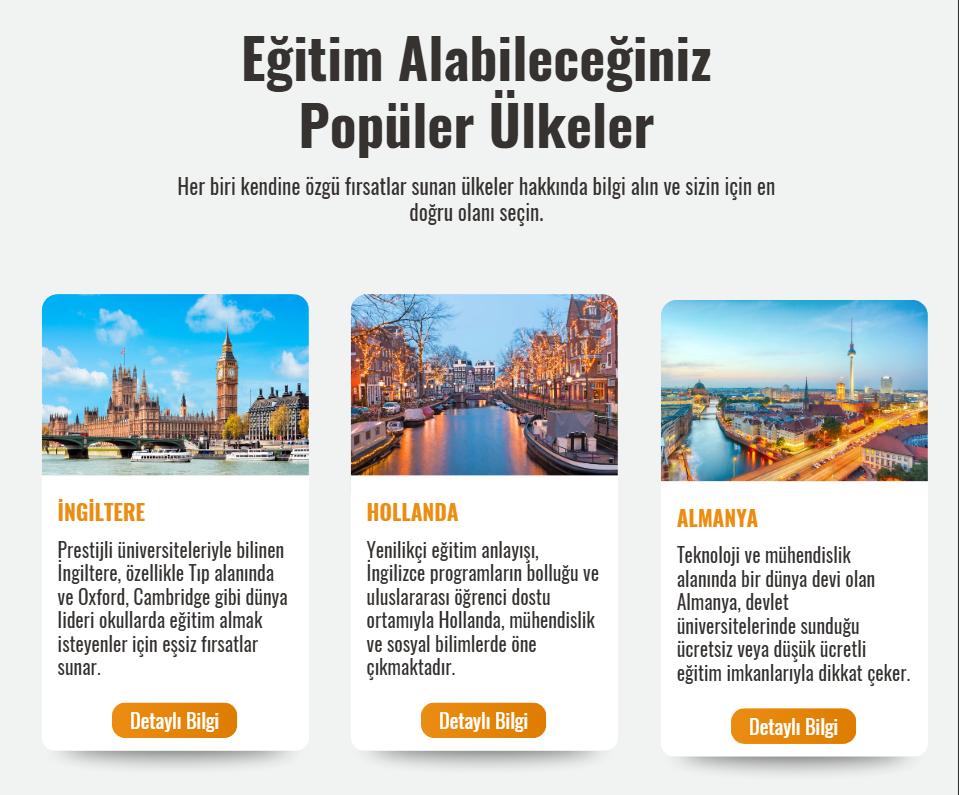 Eğitim Alabileceğiniz
Popüler Ülkeler
Her biri kendine özgü fırsatlar sunan ülkeler hakkında bilgi alın ve sizin için en
doğru olanı seçin.
İNGİLTERE
Prestijli üniversiteleriyle bilinen
İngiltere, özellikle Tıp alanında
ve Oxford, Cambridge gibi dünya
lideri okullarda eğitim almak
isteyenler için eşsiz fırsatlar
sunar.
Detaylı Bilgi
HOLLANDA
Yenilikçi eğitim anlayışı,
İngilizce programların bolluğu ve
uluslararası öğrenci dostu
ortamıyla Hollanda, mühendislik
ve sosyal bilimlerde öne
çıkmaktadır.
Detaylı Bilgi
ALMANYA
Teknoloji ve mühendislik
alanında bir dünya devi olan
Almanya, devlet
üniversitelerinde sunduğu
ücretsiz veya düşük ücretli
eğitim imkanlarıyla dikkat çeker.
Detaylı Bilgi